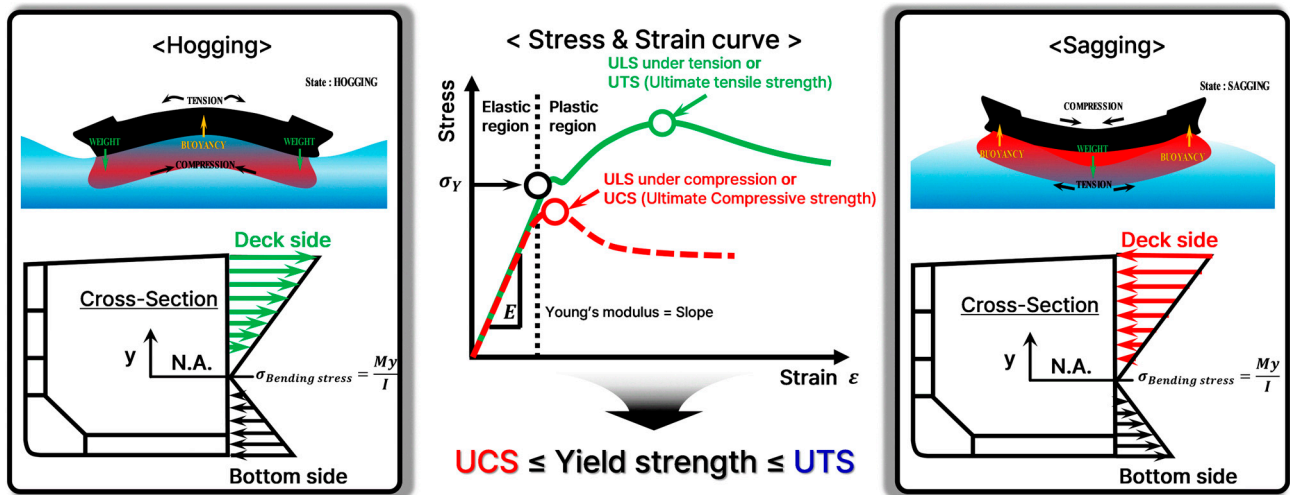 <Hogging>
State : HOGGING
TENSION
WEIGHT
WEIGHT
BUOYANCY
COMPRESSION
Deck side
Cross-Section
y
N.A.
σ_Bending stress = My/I
Bottom side
< Stress & Strain curve >
ULS under tension or
UTS (Ultimate tensile strength)
Stress
Elastic
region
Plastic
region
σ_Y
ULS under compression or
UCS (Ultimate Compressive strength)
E
Young's modulus = Slope
Strain ε
UCS ≤ Yield strength ≤ UTS
<Sagging>
State : SAGGING
COMPRESSION
WEIGHT
BUOYANCY
BUOYANCY
TENSION
Deck side
Cross-Section
y
N.A.
σ_Bending stress = My/I
Bottom side